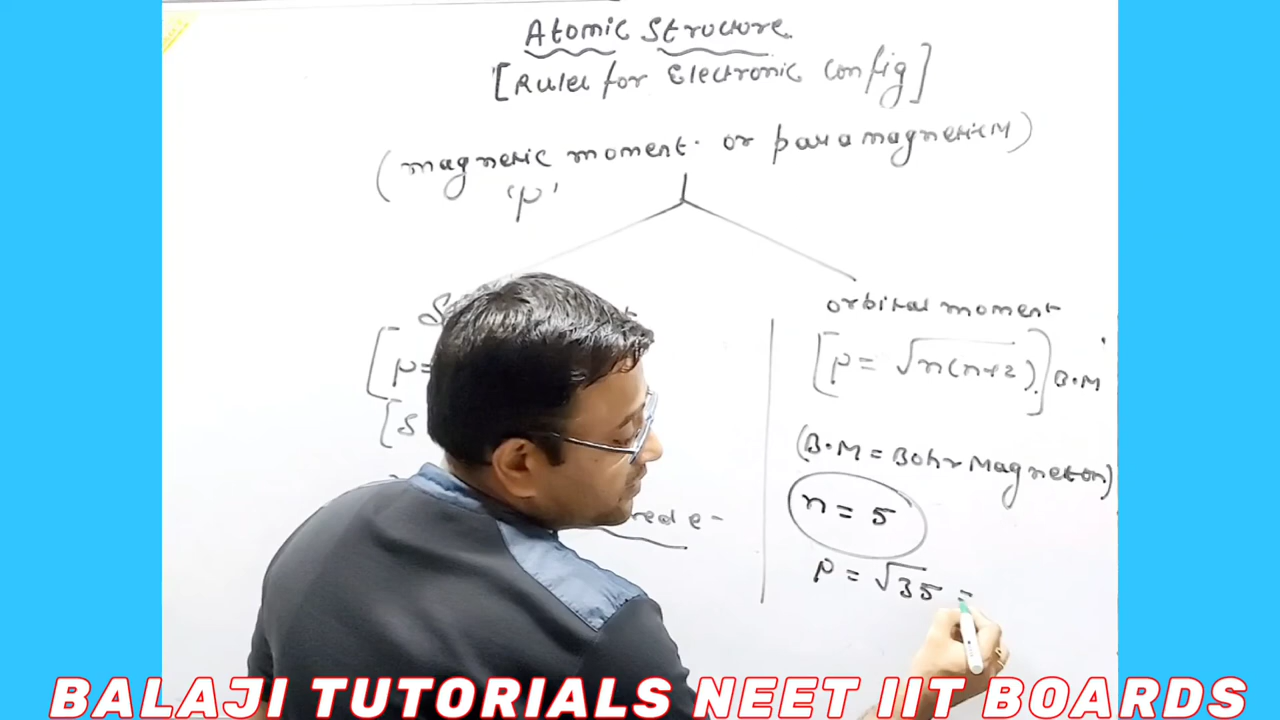 Atomic Structure.
[Rules for Electronic config]
(magnetic moment or paramagneticM)
'μ'
orbital moment
[μ = √n(n+2)] B.M
[μ=
[S
(B.M = Bohr Magneton)
n = 5
e-
μ = √35 =
BALAJI TUTORIALS NEET IIT BOARDS